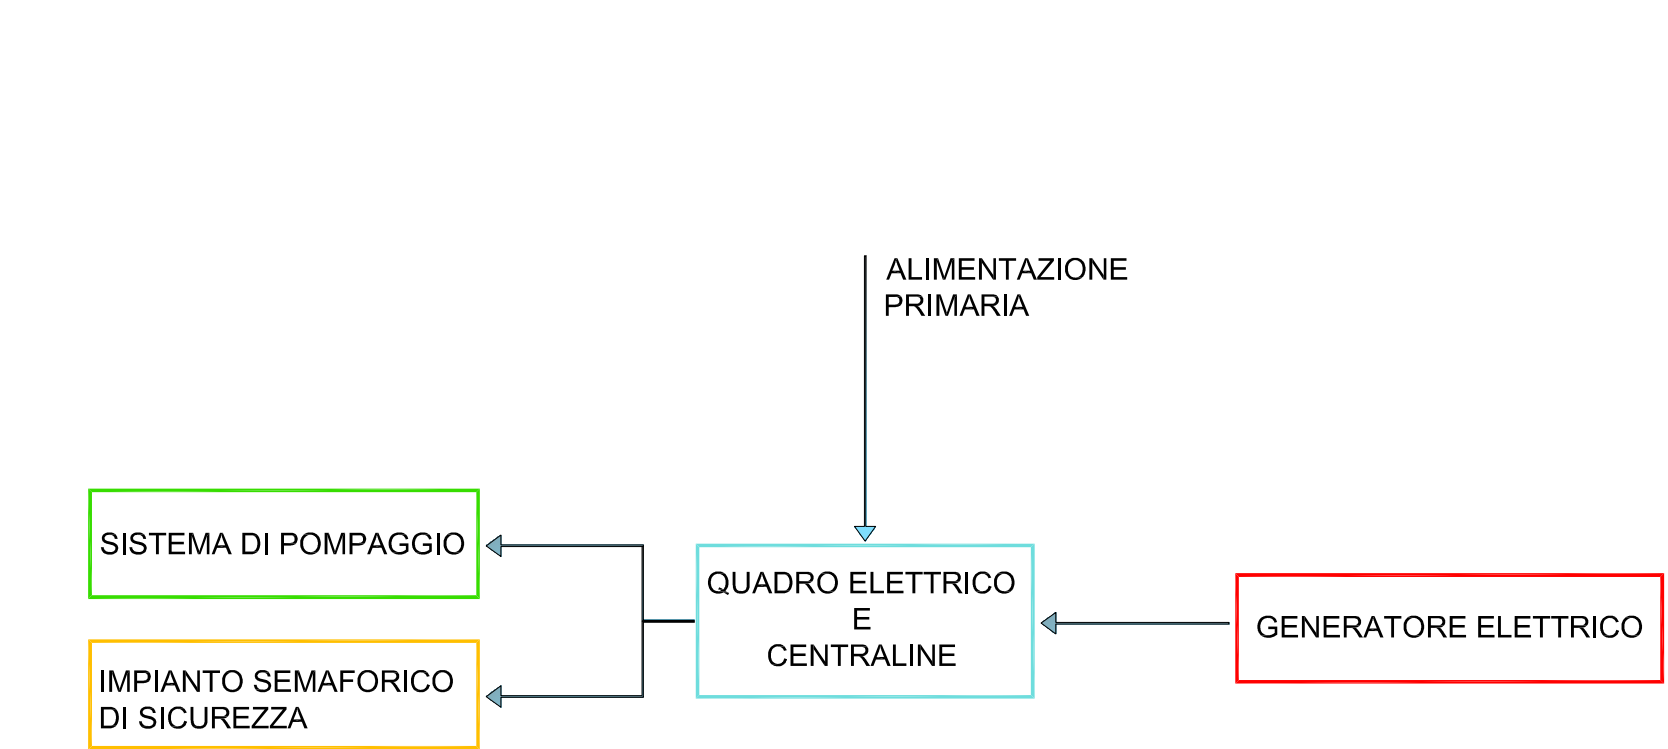 ALIMENTAZIONE
PRIMARIA
SISTEMA DI POMPAGGIO
QUADRO ELETTRICO
E
CENTRALINE
GENERATORE ELETTRICO
IMPIANTO SEMAFORICO
DI SICUREZZA